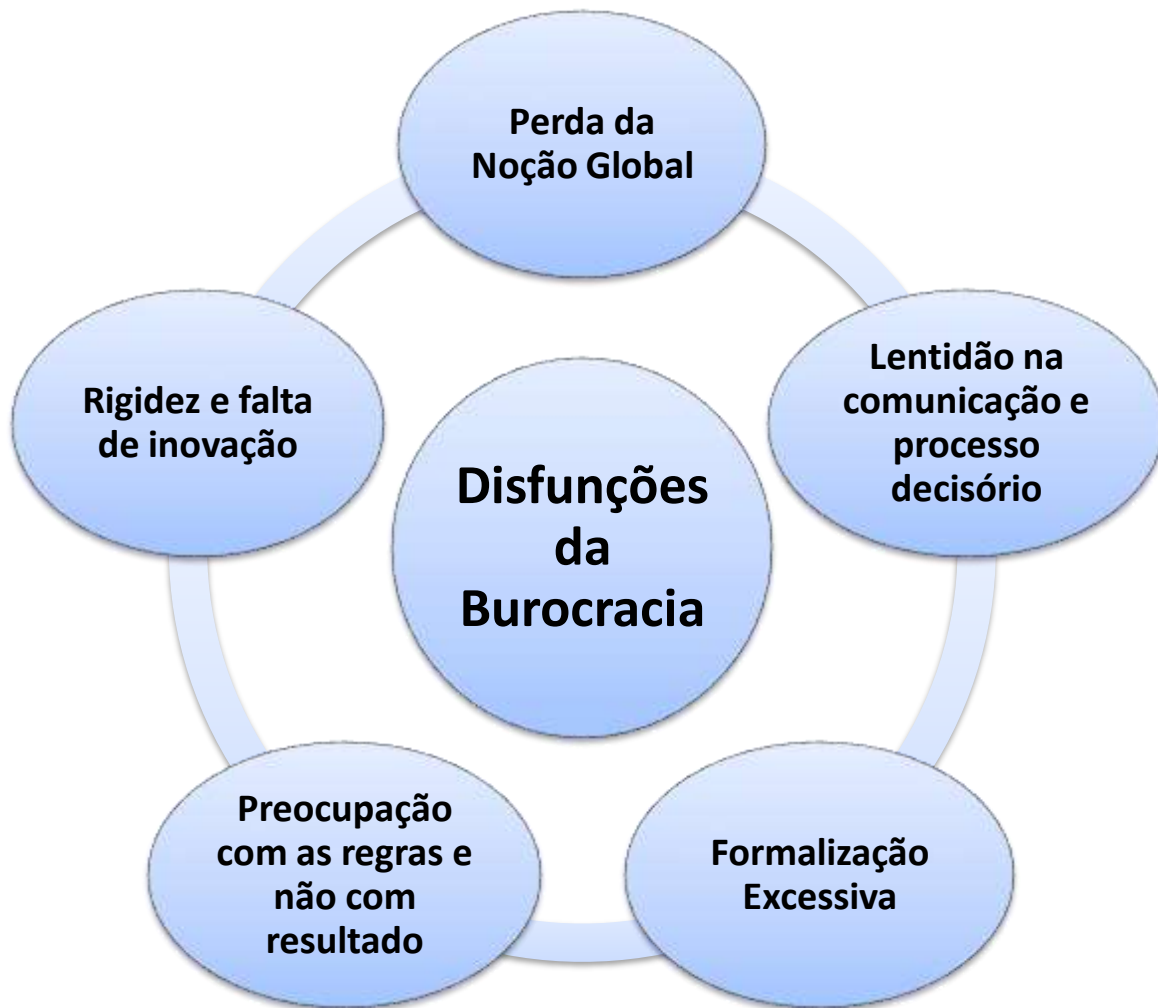 Perda da
Noção Global
Lentidão na
comunicação e
processo
decisório
Formalização
Excessiva
Preocupação
com as regras e
não com
resultado
Rigidez e falta
de inovação
Disfunções
da
Burocracia